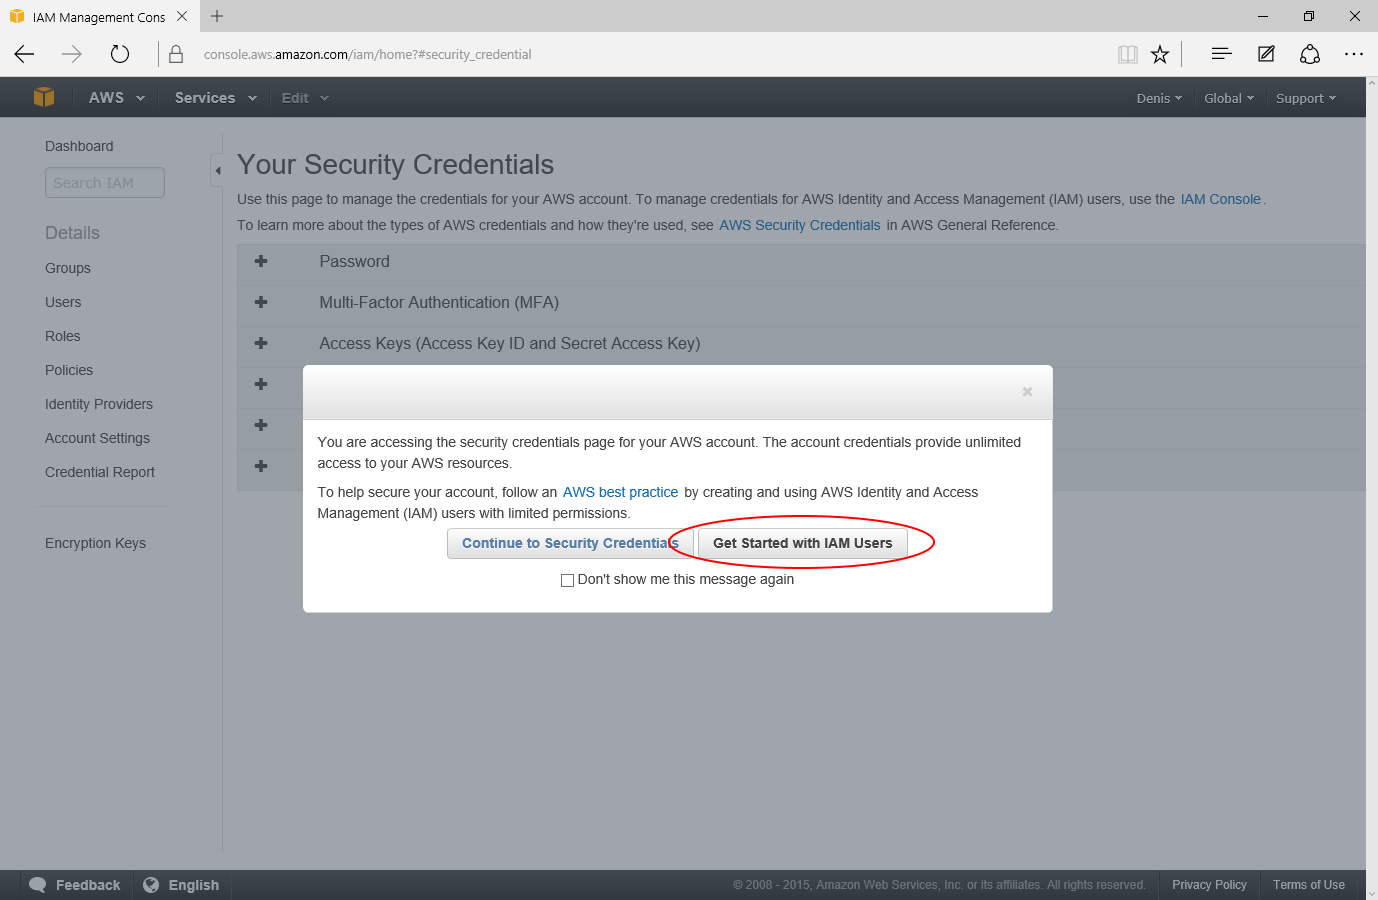 IAM Management Cons
console.aws.amazon.com/iam/home?#security_credential
AWS Services Edit Denis Global Support
Dashboard
Search IAM
Details
Groups
Users
Roles
Policies
Identity Providers
Account Settings
Credential Report
Encryption Keys
Your Security Credentials
Use this page to manage the credentials for your AWS account. To manage credentials for AWS Identity and Access Management (IAM) users, use the IAM Console.
To learn more about the types of AWS credentials and how they're used, see AWS Security Credentials in AWS General Reference.
Password
Multi-Factor Authentication (MFA)
Access Keys (Access Key ID and Secret Access Key)
You are accessing the security credentials page for your AWS account. The account credentials provide unlimited
access to your AWS resources.
To help secure your account, follow an AWS best practice by creating and using AWS Identity and Access
Management (IAM) users with limited permissions.
Continue to Security Credentials Get Started with IAM Users
Don't show me this message again
Feedback English © 2008 - 2015, Amazon Web Services, Inc. or its affiliates. All rights reserved. Privacy Policy Terms of Use